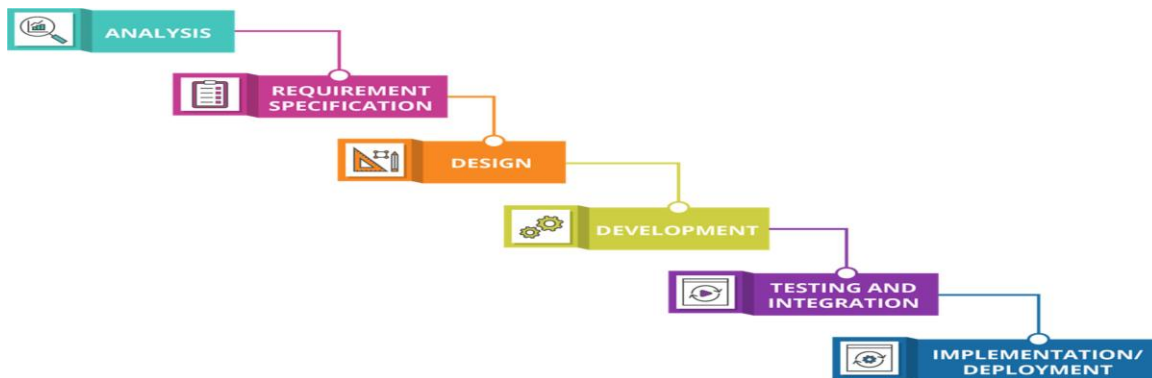 ANALYSIS
REQUIREMENT
SPECIFICATION
DESIGN
DEVELOPMENT
TESTING AND
INTEGRATION
IMPLEMENTATION/
DEPLOYMENT